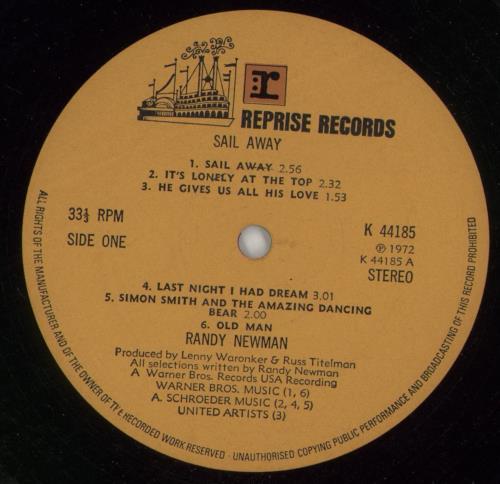 r
REPRISE RECORDS
SAIL AWAY
1. SAIL AWAY 2.56
2. IT'S LONELY AT THE TOP 2.32
3. HE GIVES US ALL HIS LOVE 1.53
33⅓ RPM
SIDE ONE
K 44185
℗ 1972
K 44185 A
STEREO
4. LAST NIGHT I HAD DREAM 3.01
5. SIMON SMITH AND THE AMAZING DANCING
BEAR 2.00
6. OLD MAN
RANDY NEWMAN
Produced by Lenny Waronker & Russ Titelman
All selections written by Randy Newman
A Warner Bros. Records USA Recording
WARNER BROS. MUSIC (1, 6)
A. SCHROEDER MUSIC (2, 4, 5)
UNITED ARTISTS (3)
ALL RIGHTS OF THE MANUFACTURER AND OF THE OWNER OF THE RECORDED WORK RESERVED - UNAUTHORISED COPYING PUBLIC PERFORMANCE AND BROADCASTING OF THIS RECORD PROHIBITED